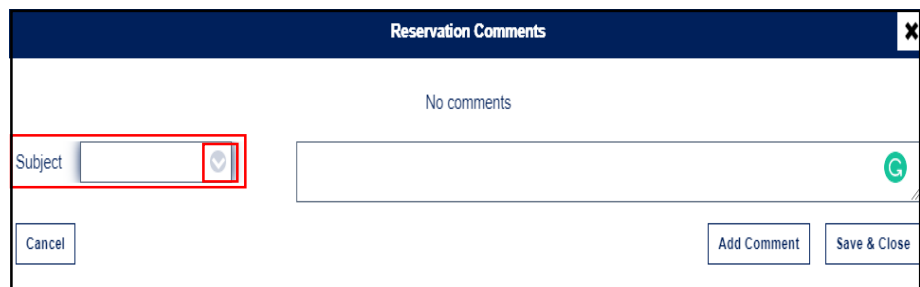 Reservation Comments
No comments
Subject
Cancel
Add Comment
Save & Close